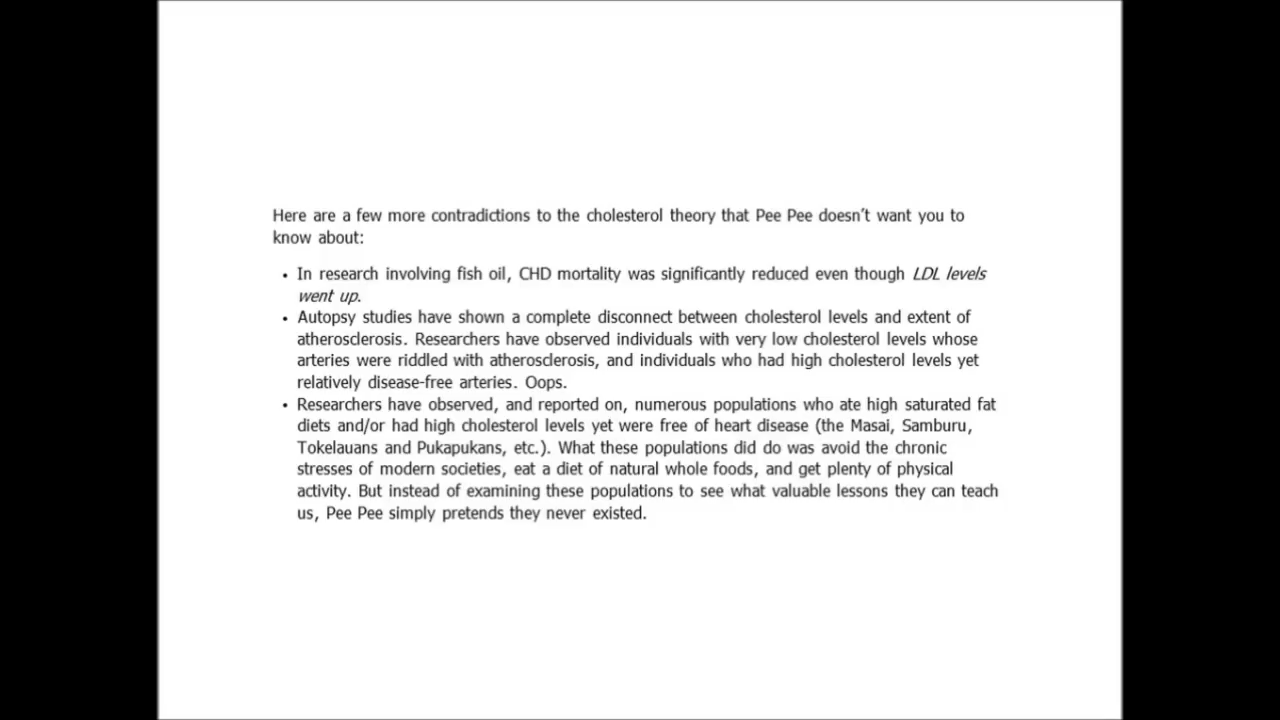 Here are a few more contradictions to the cholesterol theory that Pee Pee doesn't want you to
know about:
• In research involving fish oil, CHD mortality was significantly reduced even though LDL levels
went up.
• Autopsy studies have shown a complete disconnect between cholesterol levels and extent of
atherosclerosis. Researchers have observed individuals with very low cholesterol levels whose
arteries were riddled with atherosclerosis, and individuals who had high cholesterol levels yet
relatively disease-free arteries. Oops.
• Researchers have observed, and reported on, numerous populations who ate high saturated fat
diets and/or had high cholesterol levels yet were free of heart disease (the Masai, Samburu,
Tokelauans and Pukapukans, etc.). What these populations did do was avoid the chronic
stresses of modern societies, eat a diet of natural whole foods, and get plenty of physical
activity. But instead of examining these populations to see what valuable lessons they can teach
us, Pee Pee simply pretends they never existed.